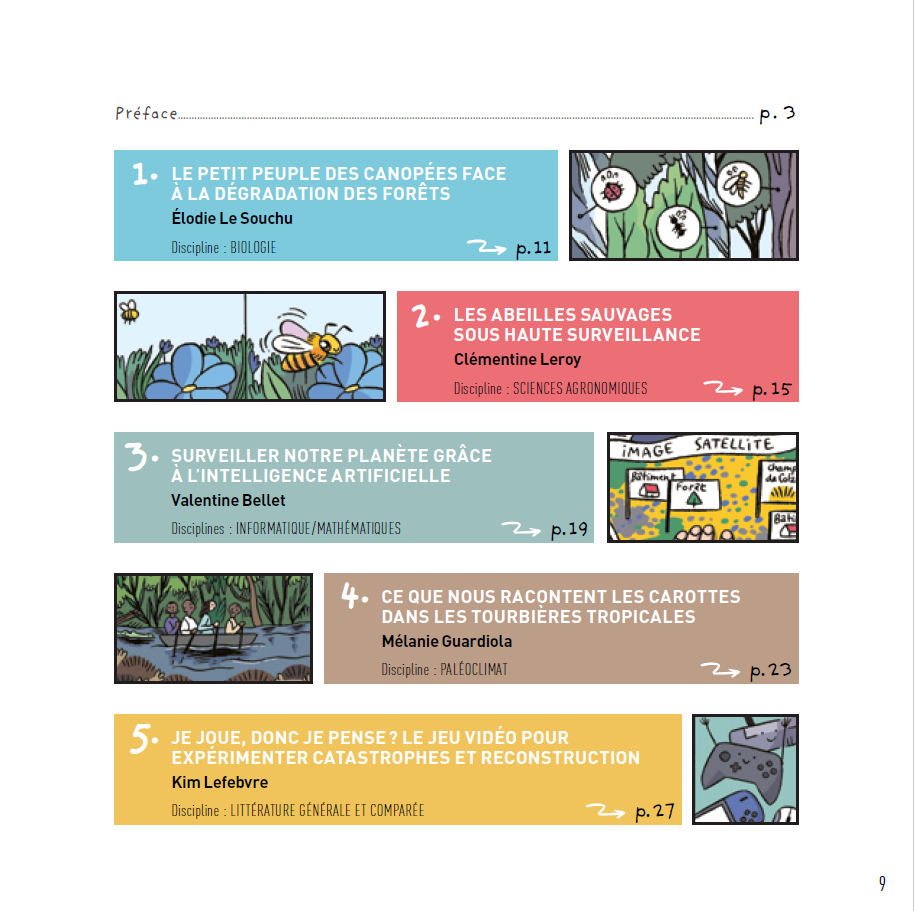 Préface p. 3
1. LE PETIT PEUPLE DES CANOPÉES FACE
À LA DÉGRADATION DES FORÊTS
Élodie Le Souchu
Discipline : BIOLOGIE
p.11
2. LES ABEILLES SAUVAGES
SOUS HAUTE SURVEILLANCE
Clémentine Leroy
Discipline : SCIENCES AGRONOMIQUES
p.15
3. SURVEILLER NOTRE PLANÈTE GRÂCE
À L'INTELLIGENCE ARTIFICIELLE
Valentine Bellet
Disciplines : INFORMATIQUE/MATHÉMATIQUES
p.19
IMAGE SATELLITE
Bâtiment
Forêt
Champ
de Colz
Bâti
4. CE QUE NOUS RACONTENT LES CAROTTES
DANS LES TOURBIÈRES TROPICALES
Mélanie Guardiola
Discipline : PALÉOCLIMAT
p.23
5. JE JOUE, DONC JE PENSE ? LE JEU VIDÉO POUR
EXPÉRIMENTER CATASTROPHES ET RECONSTRUCTION
Kim Lefebvre
Discipline : LITTÉRATURE GÉNÉRALE ET COMPARÉE
p.27
9